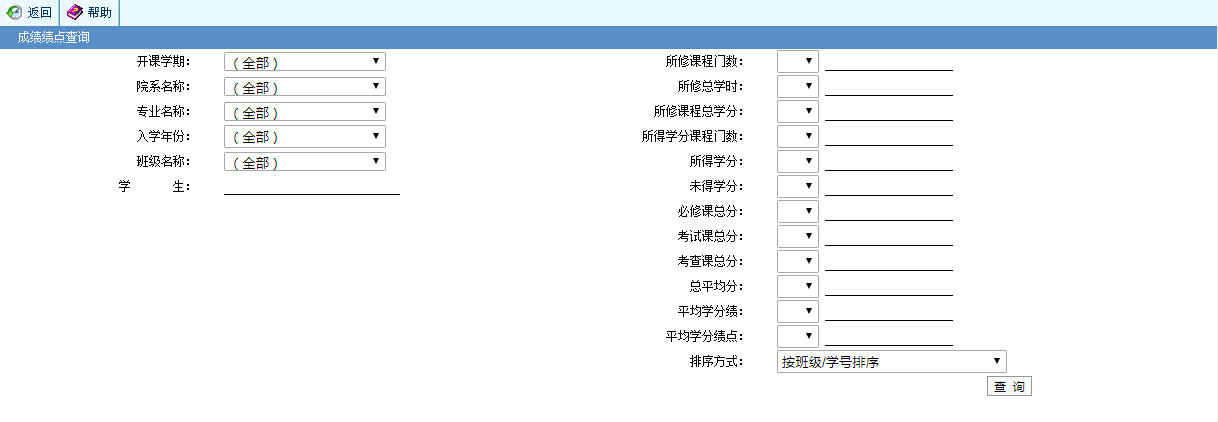 返回 帮助
成绩绩点查询
开课学期： （全部）
院系名称： （全部）
专业名称： （全部）
入学年份： （全部）
班级名称： （全部）
学 生：
所修课程门数：
所修总学时：
所修课程总学分：
所得学分课程门数：
所得学分：
未得学分：
必修课总分：
考试课总分：
考查课总分：
总平均分：
平均学分绩：
平均学分绩点：
排序方式： 按班级/学号排序
查 询